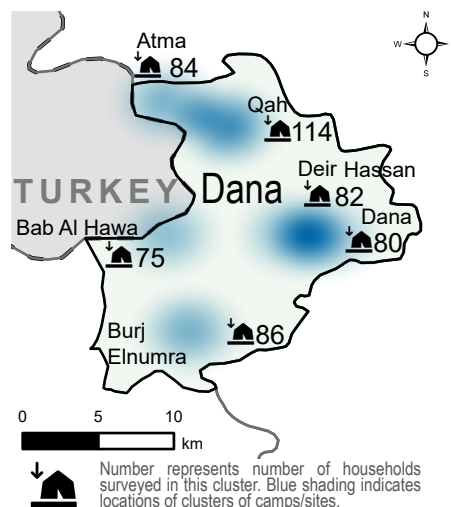 N
W
S
Atma
84
Qah
114
Deir Hassan
82
TURKEY
Dana
Dana
80
Bab Al Hawa
75
Burj
Elnumra
86
0 5 10
km
Number represents number of households
surveyed in this cluster. Blue shading indicates
locations of clusters of camps/sites.